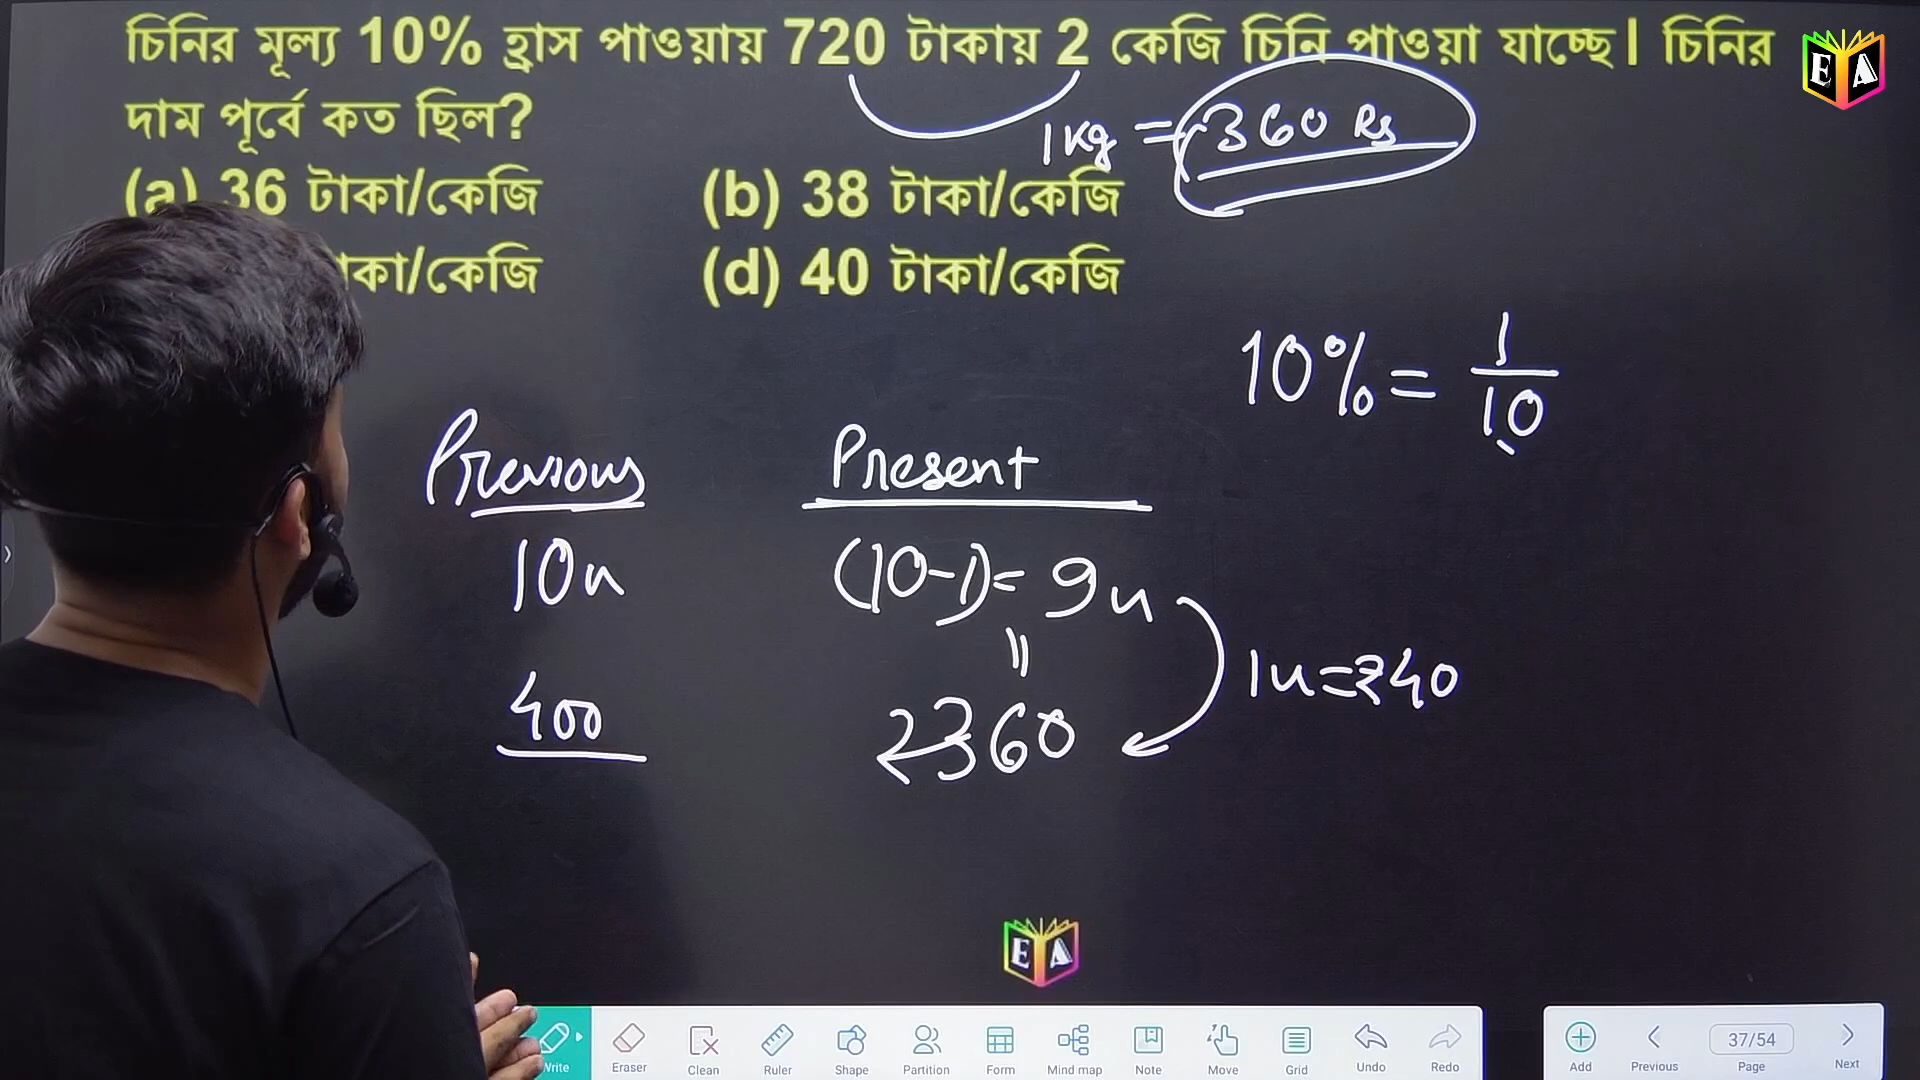 চিনির মূল্য 10% হ্রাস পাওয়ায় 720 টাকায় 2 কেজি চিনি পাওয়া যাচ্ছে। চিনির
দাম পূর্বে কত ছিল?
1 Kg = 360 Rs
(a) 36 টাকা/কেজি
(b) 38 টাকা/কেজি
কা/কেজি
(d) 40 টাকা/কেজি
10% = 1/10
Previous
Present
10u
(10-1) = 9u
||
1u = ₹40
400
₹360
E A
E A
Write
Eraser
Clean
Ruler
Shape
Partition
Form
Mind map
Note
Move
Grid
Undo
Redo
Add
Previous
37/54
Page
Next